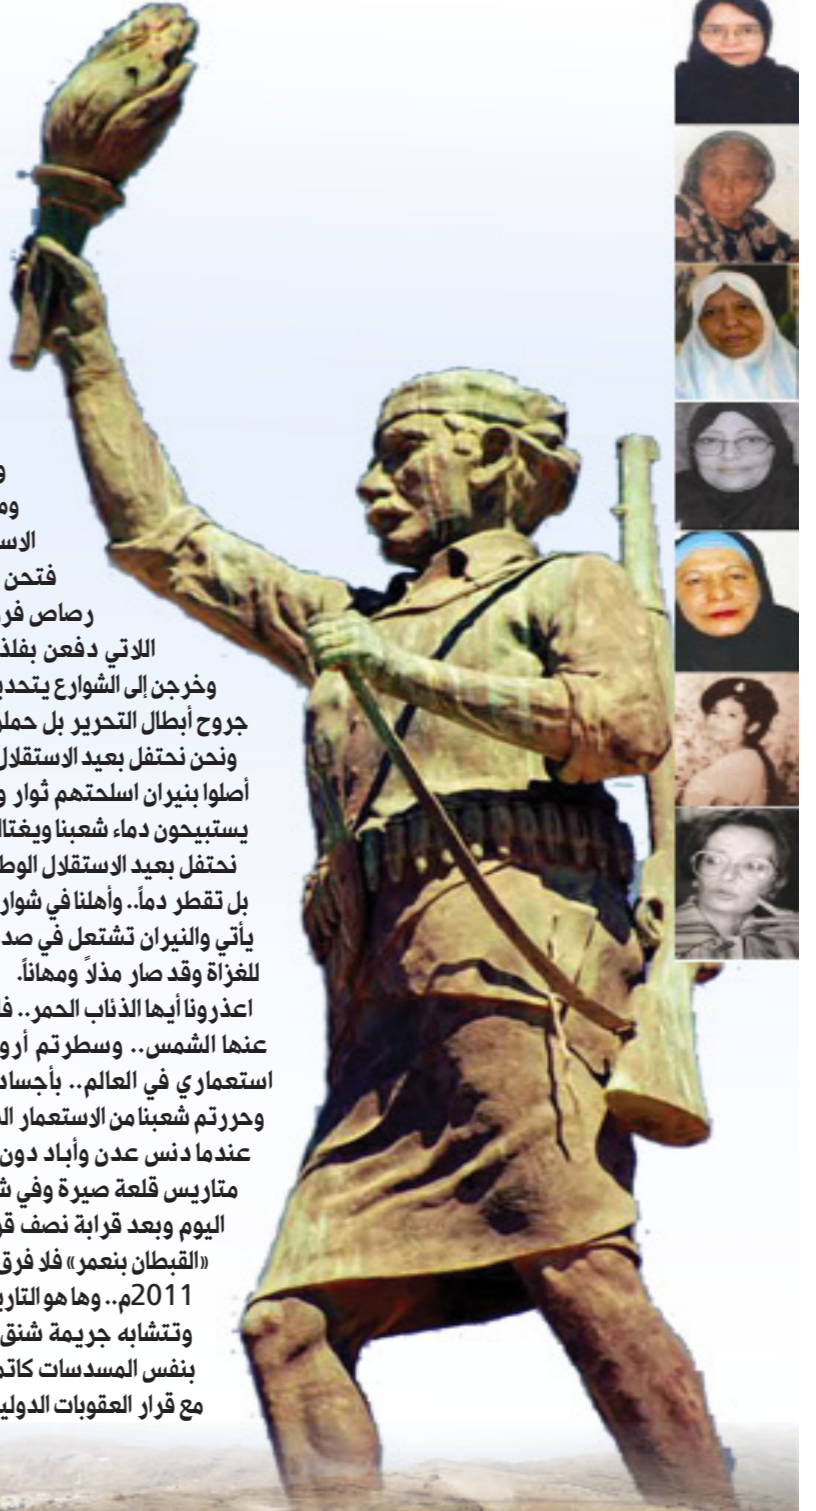 و
وم
الاس
فتحن
رصاص فر
اللاتي دفعن بفلذ
وخرجن إلى الشوارع يتحدي
جروح أبطال التحرير بل حملو
ونحن نحتفل بعيد الاستقلال
أصلوا بنيران اسلحتهم ثوار و
يستبيحون دماء شعبنا ويغتال
نحتفل بعيد الاستقلال الوط
بل تقطر دماً.. وأهلنا في شوار
يأتي والنيران تشتعل في صد
للغزاة وقد صار مذلاً ومهاناً.
اعذرونا أيها الذئاب الحمر.. فا
عنها الشمس.. وسطرتم أرو
استعماري في العالم.. بأجساد
وحررتم شعبنا من الاستعمار ال
عندما دنس عدن وأباد دون
متاريس قلعة صيرة وفي ش
اليوم وبعد قرابة نصف قر
«القبطان بنعمر» فلا فرق
2011م.. وها هو التاري
وتتشابه جريمة شنق
بنفس المسدسات كاتم
مع قرار العقوبات الدولي